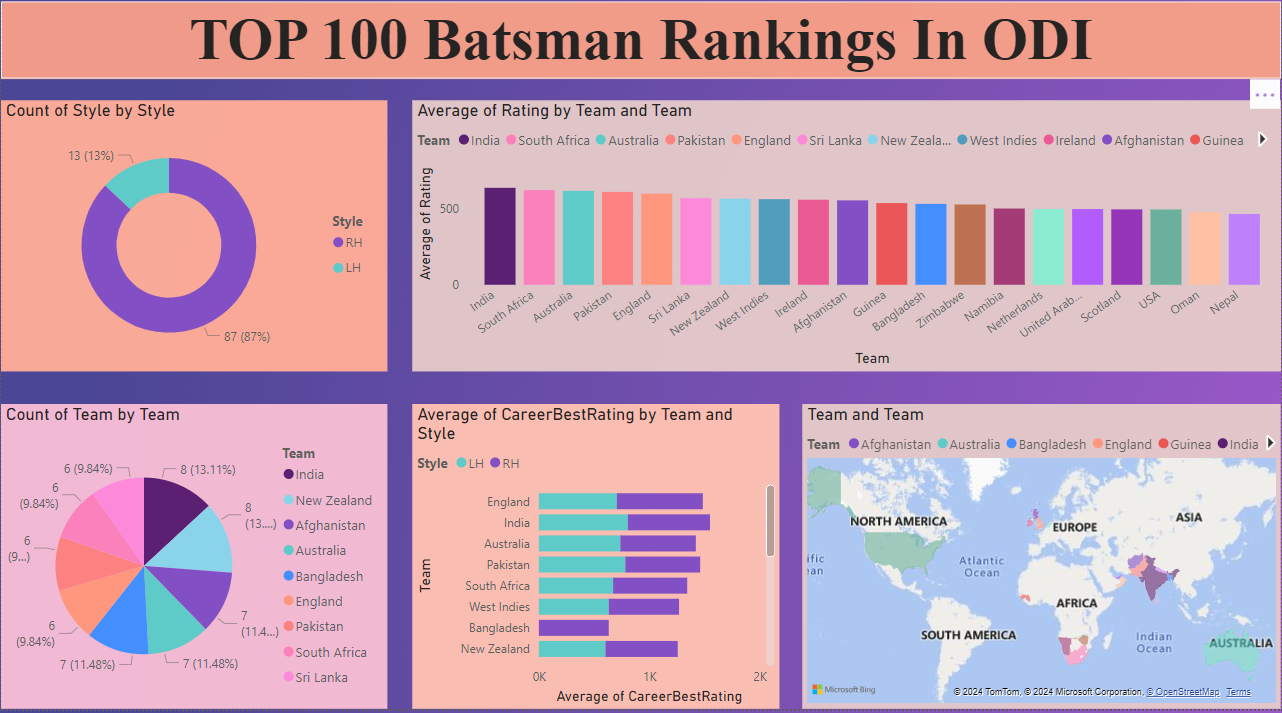 TOP 100 Batsman Rankings In ODI
Count of Style by Style
13 (13%)
87 (87%)
Style
RH
LH
Average of Rating by Team and Team
Team India South Africa Australia Pakistan England Sri Lanka New Zeala... West Indies Ireland Afghanistan Guinea
Average of Rating
500
0
India South Africa Australia Pakistan England Sri Lanka New Zealand West Indies Ireland Afghanistan Guinea Bangladesh Zimbabwe Namibia Netherlands United Arab... Scotland USA Oman Nepal
Team
Count of Team by Team
8 (13.11%)
8
(13....)
7
(11.4...)
7 (11.48%)
7 (11.48%)
6
(9.84%)
6
(9...)
6
(9.84%)
6 (9.84%)
Team
India
New Zealand
Afghanistan
Australia
Bangladesh
England
Pakistan
South Africa
Sri Lanka
Average of CareerBestRating by Team and
Style
Style LH RH
Team
England
India
Australia
Pakistan
South Africa
West Indies
Bangladesh
New Zealand
0K 1K 2K
Average of CareerBestRating
Team and Team
Team Afghanistan Australia Bangladesh England Guinea India
NORTH AMERICA
EUROPE
ASIA
ific
ean
Atlantic
Ocean
AFRICA
SOUTH AMERICA
Indian
Ocean
AUSTRALIA
Microsoft Bing
© 2024 TomTom, © 2024 Microsoft Corporation, © OpenStreetMap Terms